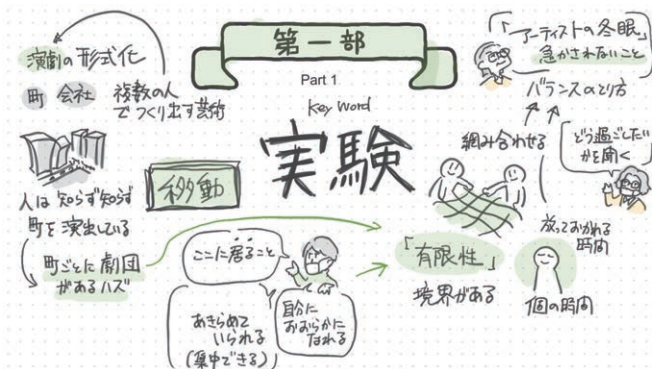 第一部
Part 1
Key Word
実験
演劇の形式化
町 会社
複数の人
でつくり出す芸術
人は知らず知らず
町を演出している
町ごとに劇団
があるハズ
移動
ここに居ること
あきらめて
いられる
(集中できる)
自分に
おおらかに
なれる
「有限性」
境界がある
組み合わせる
個の時間
放っておかれる
時間
どう過ごしたい
かを聞く
バランスのとり方
「アーティストの冬眠」
急かされないこと